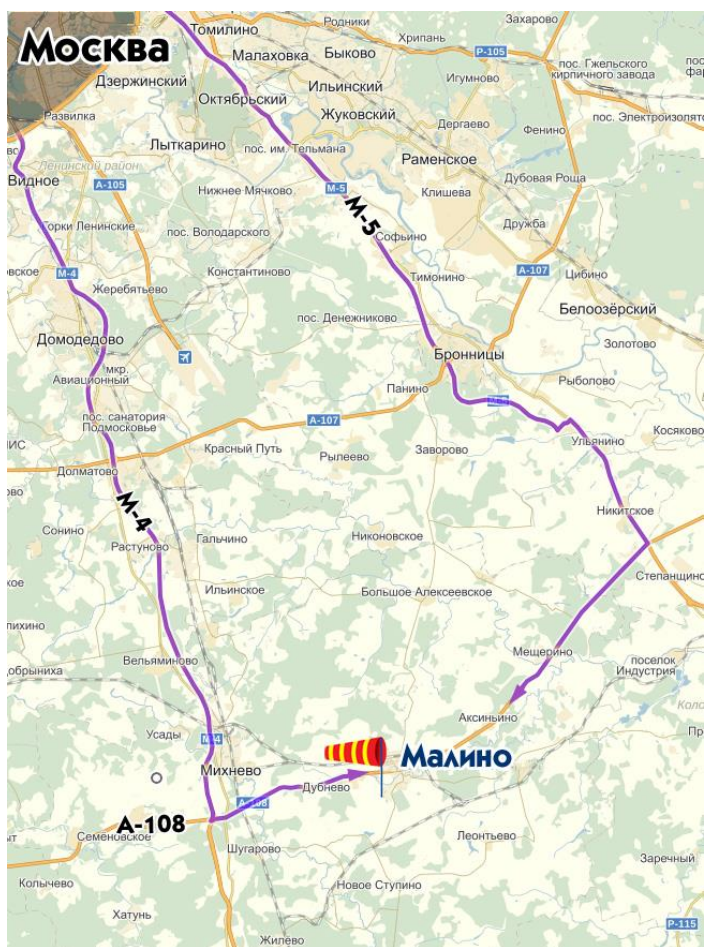 Родники
Захарово
Томилино
Хрипань
Р-105
Москва
Малаховка
Быково
пос. Гжельского
кирпичного завода
Игумново
Дзержинский
Ильинский
Октябрьский
Жуковский
пос. Электроизолято
Развилка
Дергаево
Фенино
Лыткарино
пос. им. Тельмана
Раменское
Ленинский район
Видное
А-105
Нижнее Мячково
М-5
Клишева
Дубовая Роща
М-5
Горки Ленинские
пос. Володарского
Софьино
Дружба
М-4
Константиново
Тимонино
А-107
Цибино
Жеребятьево
Белоозёрский
пос. Денежниково
Домодедово
Бронницы
Золотово
мкр.
Авиационный
Панино
Рыболово
пос. санатория
Подмосковье
А-107
Ульянино
Косяково
Красный Путь
Рылеево
Заворово
Долматово
М-4
Никитское
Сонино
Растуново
Гальчино
Никоновское
Степанщино
Ильинское
Большое Алексеевское
Вельяминово
Мещерино
поселок
Индустрия
Аксиньино
Усады
Михнево
Малино
Дубнево
А-108
А-108
Семеновское
Шугарово
Леонтьево
Заречный
Колычево
Новое Ступино
Хатунь
Р-115
Жилёво